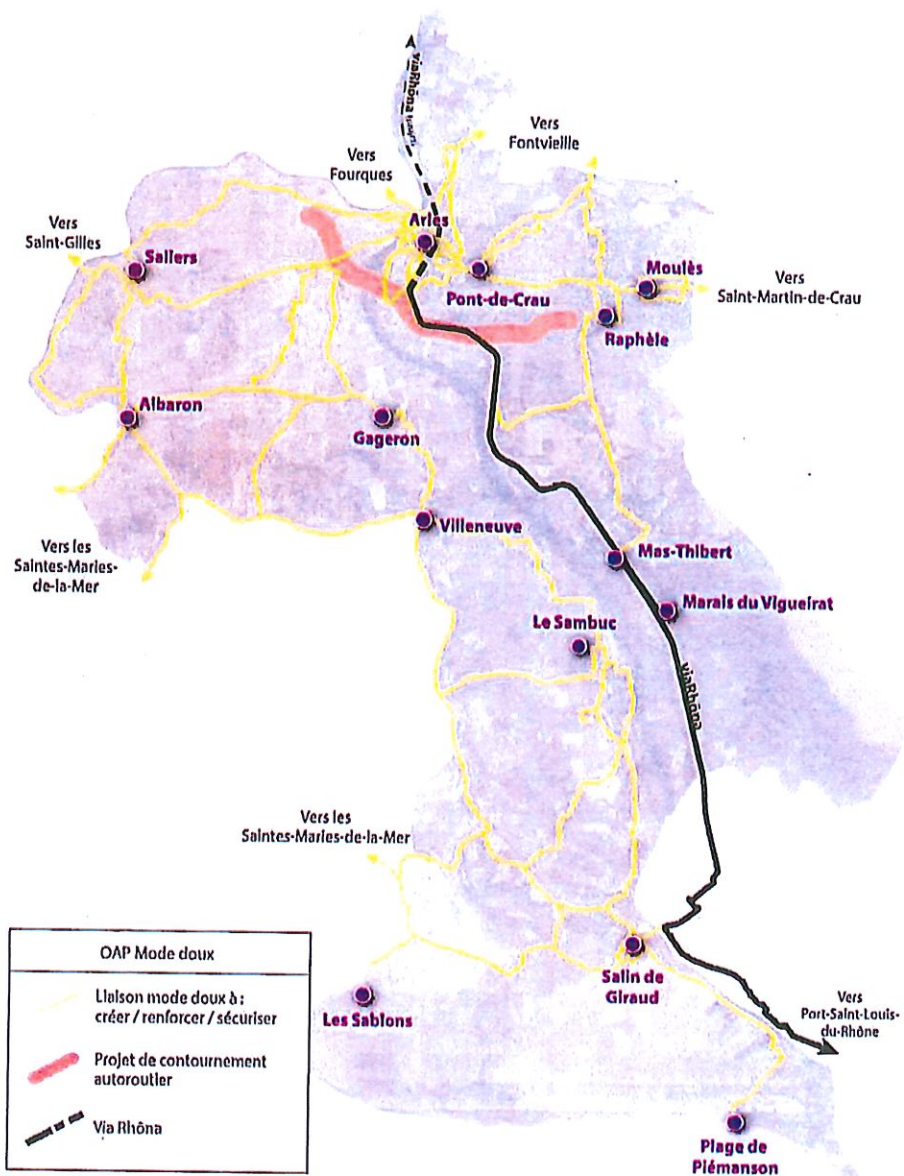 viaRhôna
Vers
Fontvieille
Vers
Fourques
Arles
Vers
Saint-Gilles
Saliers
Pont-de-Crau
Moulès
Vers
Saint-Martin-de-Crau
Raphèle
Albaron
Gageron
Villeneuve
Vers les
Saintes-Maries-
de-la-Mer
Mas-Thibert
Marais du Vigueirat
Le Sambuc
viaRhôna
Vers les
Saintes-Maries-de-la-Mer
Salin de
Giraud
Les Sablons
Vers
Port-Saint-Louis-
du-Rhône
Plage de
Piémanson
OAP Mode doux
Liaison mode doux à :
créer / renforcer / sécuriser
Projet de contournement
autoroutier
Via Rhôna